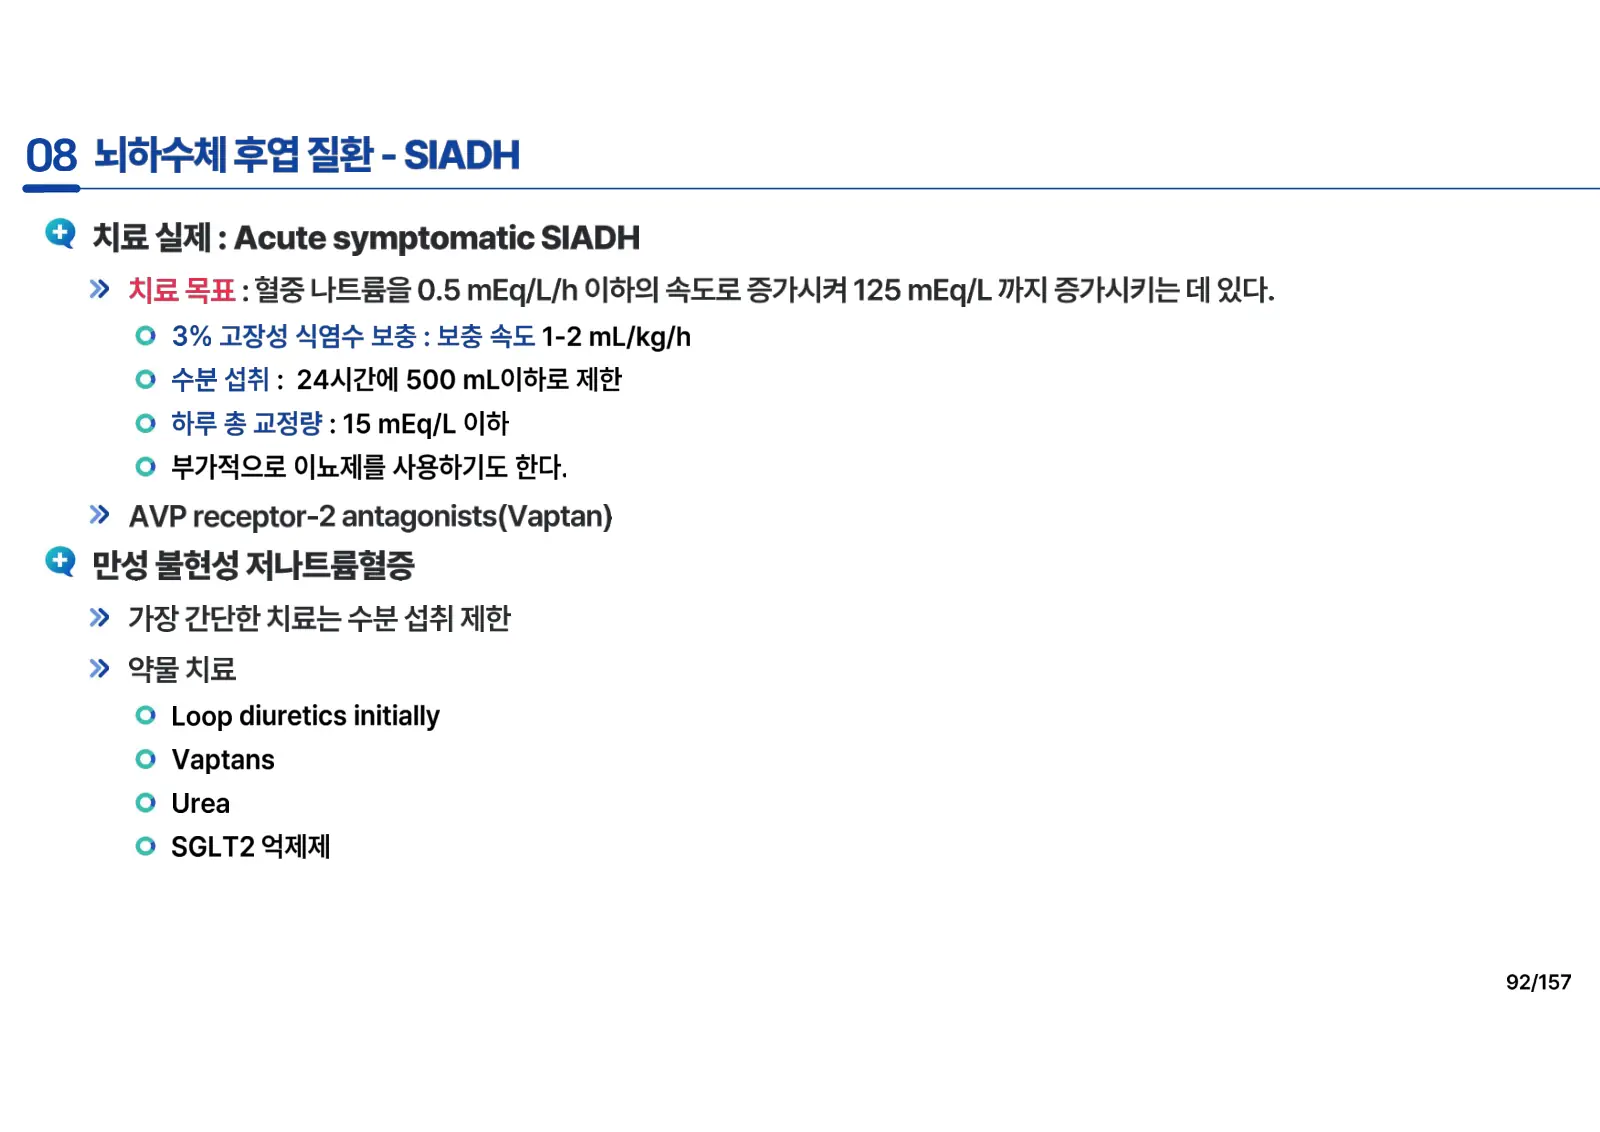 08 뇌하수체 후엽 질환 - SIADH
치료 실제 : Acute symptomatic SIADH
치료 목표 : 혈중 나트륨을 0.5 mEq/L/h 이하의 속도로 증가시켜 125 mEq/L 까지 증가시키는 데 있다.
3% 고장성 식염수 보충 : 보충 속도 1-2 mL/kg/h
수분 섭취 : 24시간에 500 mL이하로 제한
하루 총 교정량 : 15 mEq/L 이하
부가적으로 이뇨제를 사용하기도 한다.
AVP receptor-2 antagonists(Vaptan)
만성 불현성 저나트륨혈증
가장 간단한 치료는 수분 섭취 제한
약물 치료
Loop diuretics initially
Vaptans
Urea
SGLT2 억제제
92/157